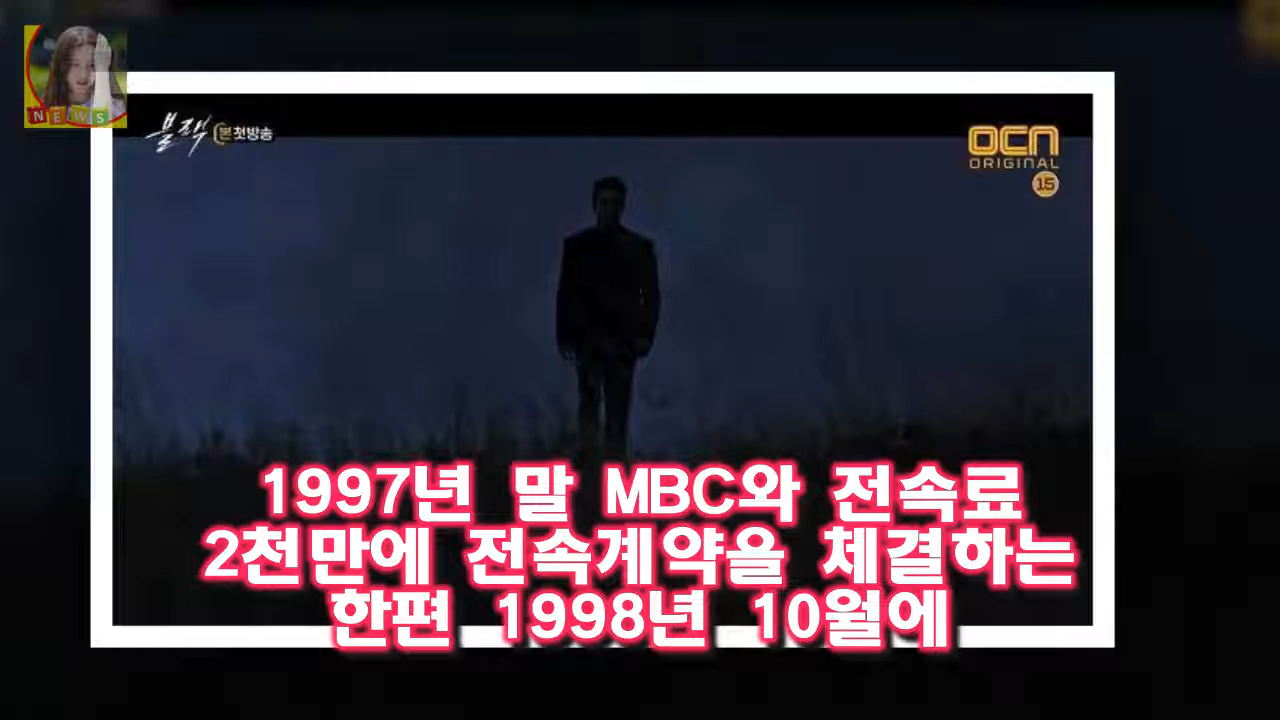 NEWS
블랙 본 첫방송
OCN
ORIGINAL
15
1997년 말 MBC와 전속료
2천만에 전속계약을 체결하는
한편 1998년 10월에